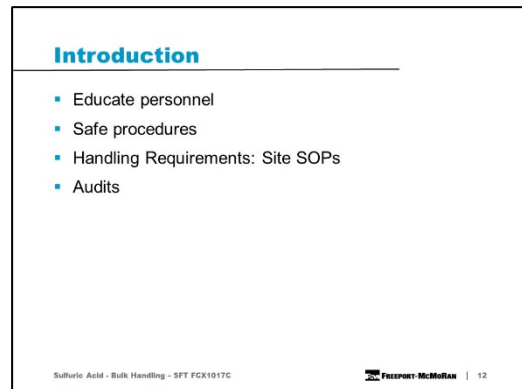 Introduction
Educate personnel
Safe procedures
Handling Requirements: Site SOPs
Audits
Sulfuric Acid - Bulk Handling – SFT FCX1017C
FREEPORT-MCMORAN | 12